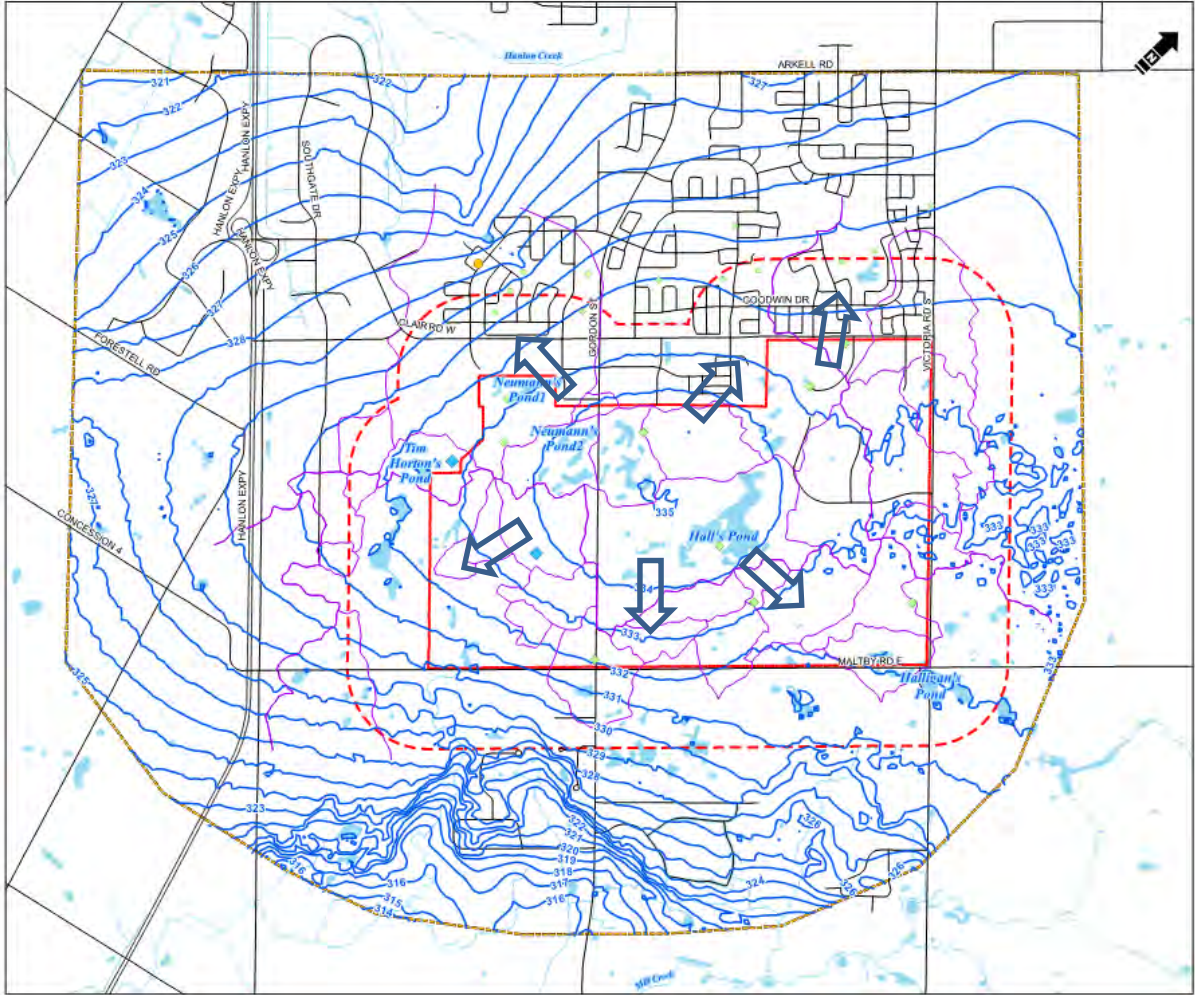 Hanlon Creek
ARKELL RD
N
321
322
327
322
HANLON EXPY
323
SOUTHGATE DR
324
HANLON EXPY
325
HANLON EXPY
326
327
GORDON ST
GOODWIN DR
VICTORIA RD S
CLAIR RD W
328
FORESTELL RD
Neumann's
Pond1
Neumann's
Pond2
Tim
Horton's
Pond
327
HANLON EXPY
335
333
333
333
333
CONCESSION 4
Hall's Pond
334
333
333
MALTBY RD E
332
325
331
Halligan's
Pond
330
329
328
323
322
321
320
319
318
317
316
316
316
315
314
326
324
326
326
Mill Creek